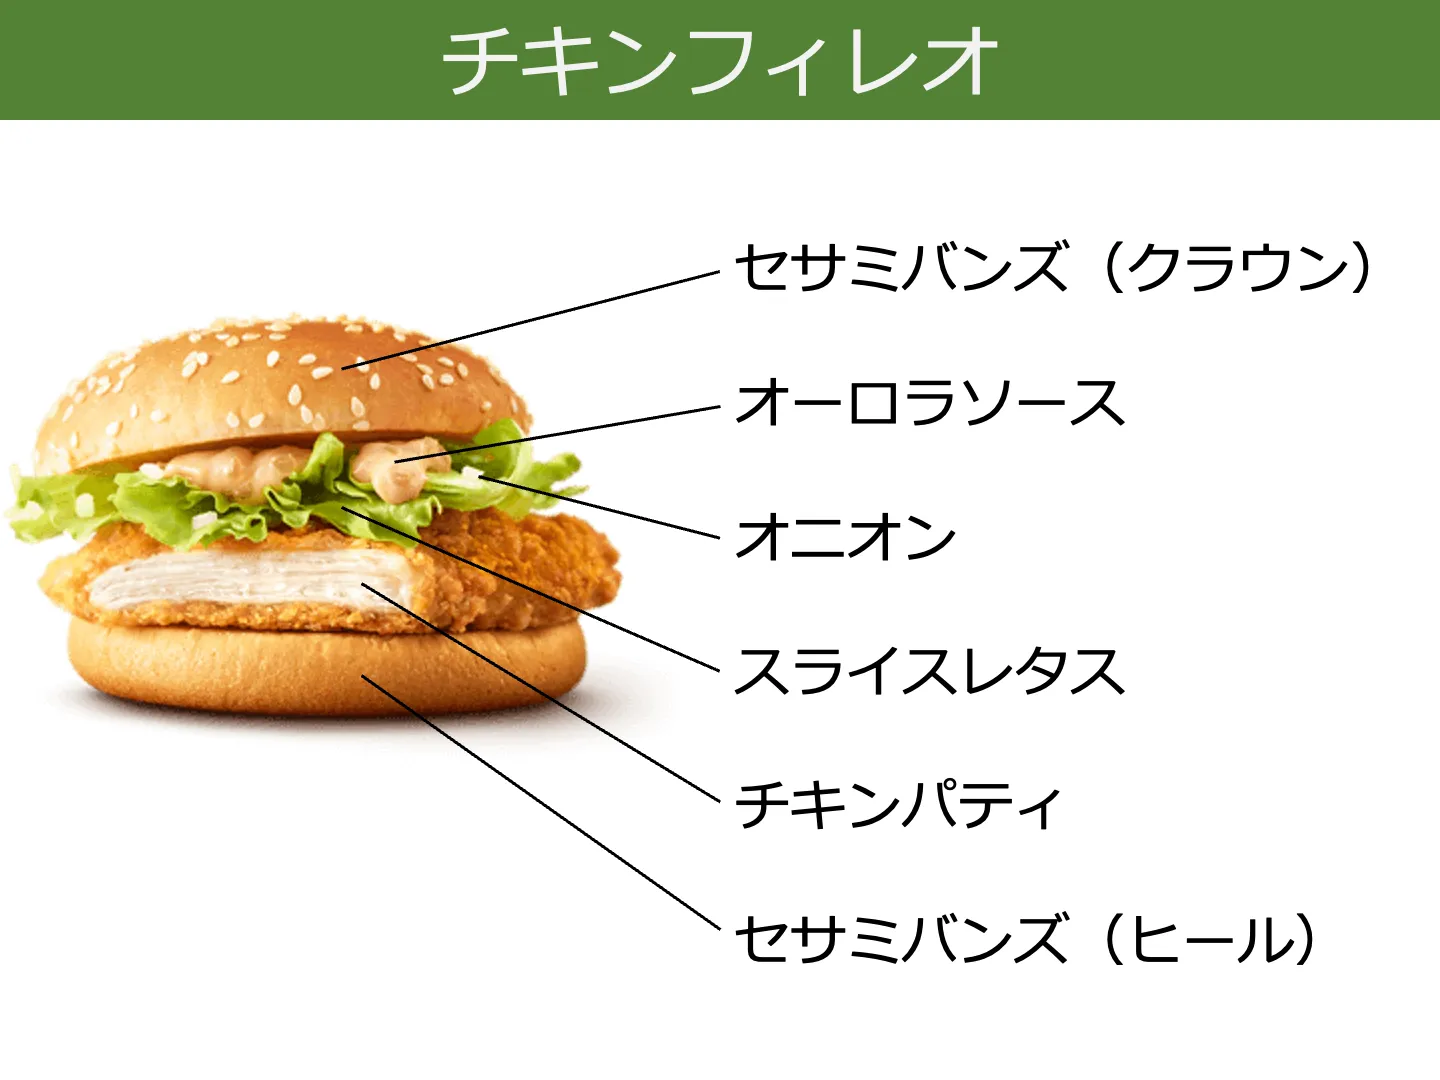 チキンフィレオ
セサミバンズ（クラウン）
オーロラソース
オニオン
スライスレタス
チキンパティ
セサミバンズ（ヒール）